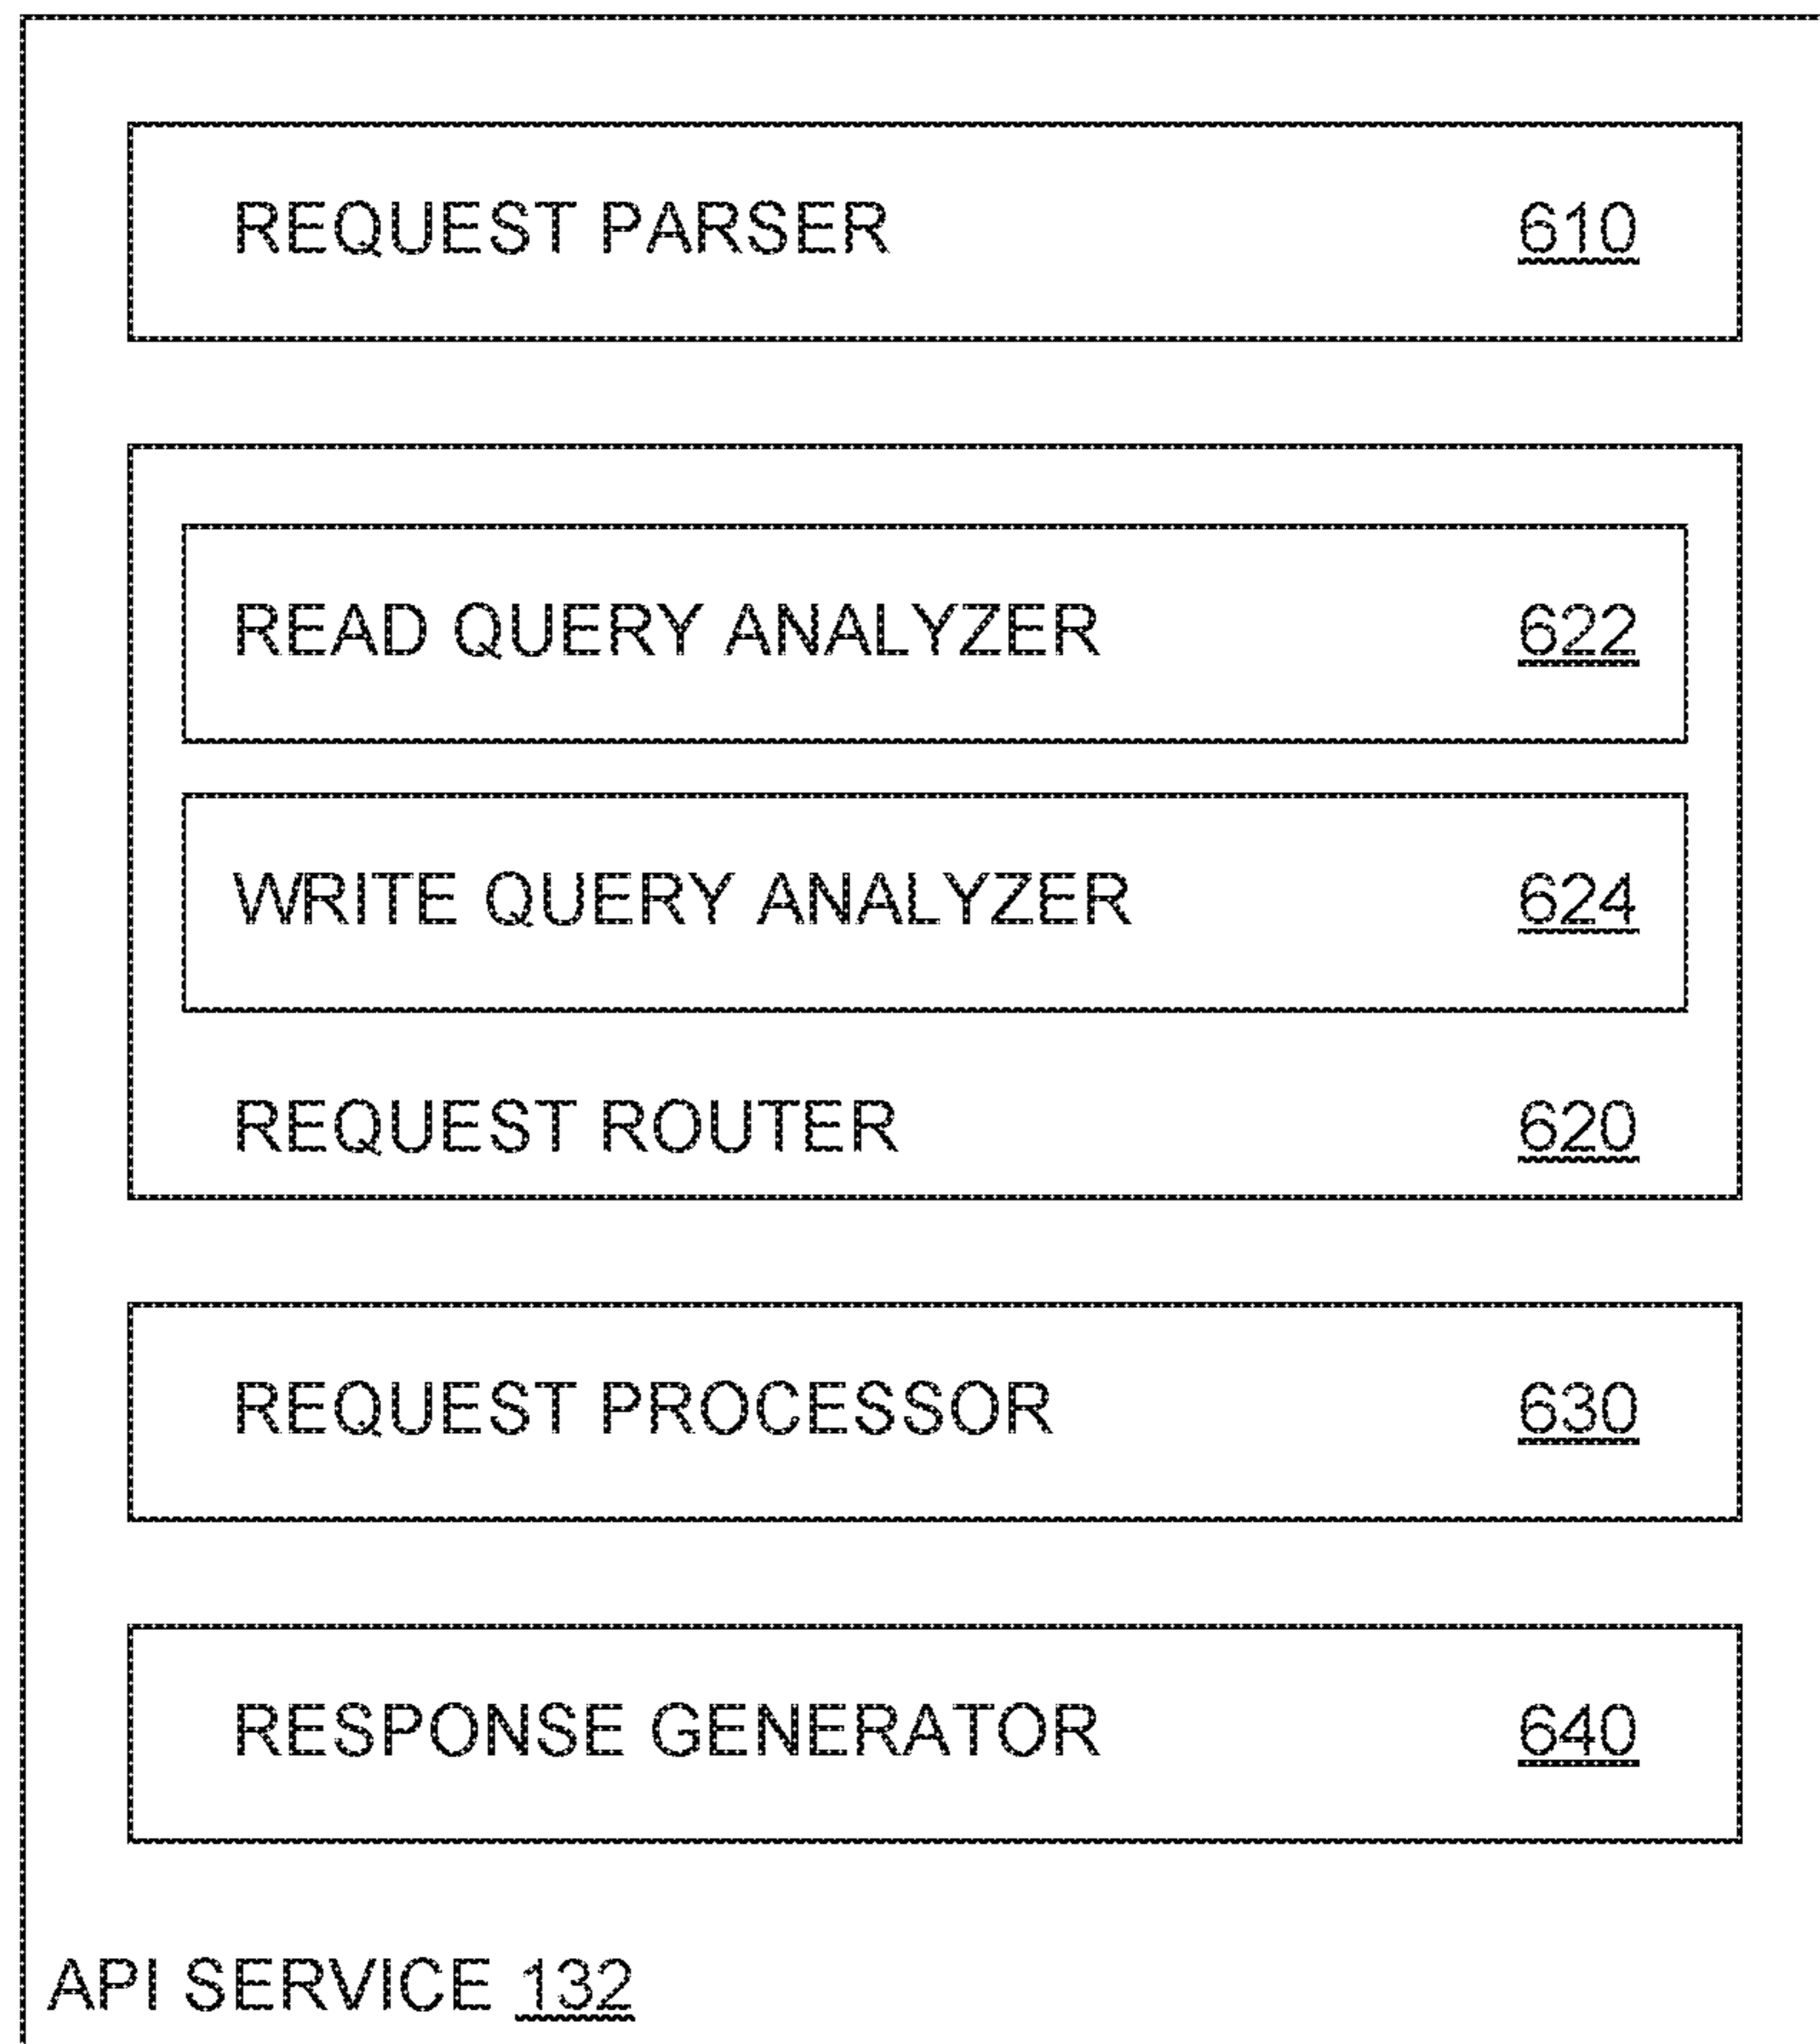 REQUEST PARSER 610
READ QUERY ANALYZER 622
WRITE QUERY ANALYZER 624
REQUEST ROUTER 620
REQUEST PROCESSOR 630
RESPONSE GENERATOR 640
API SERVICE 132